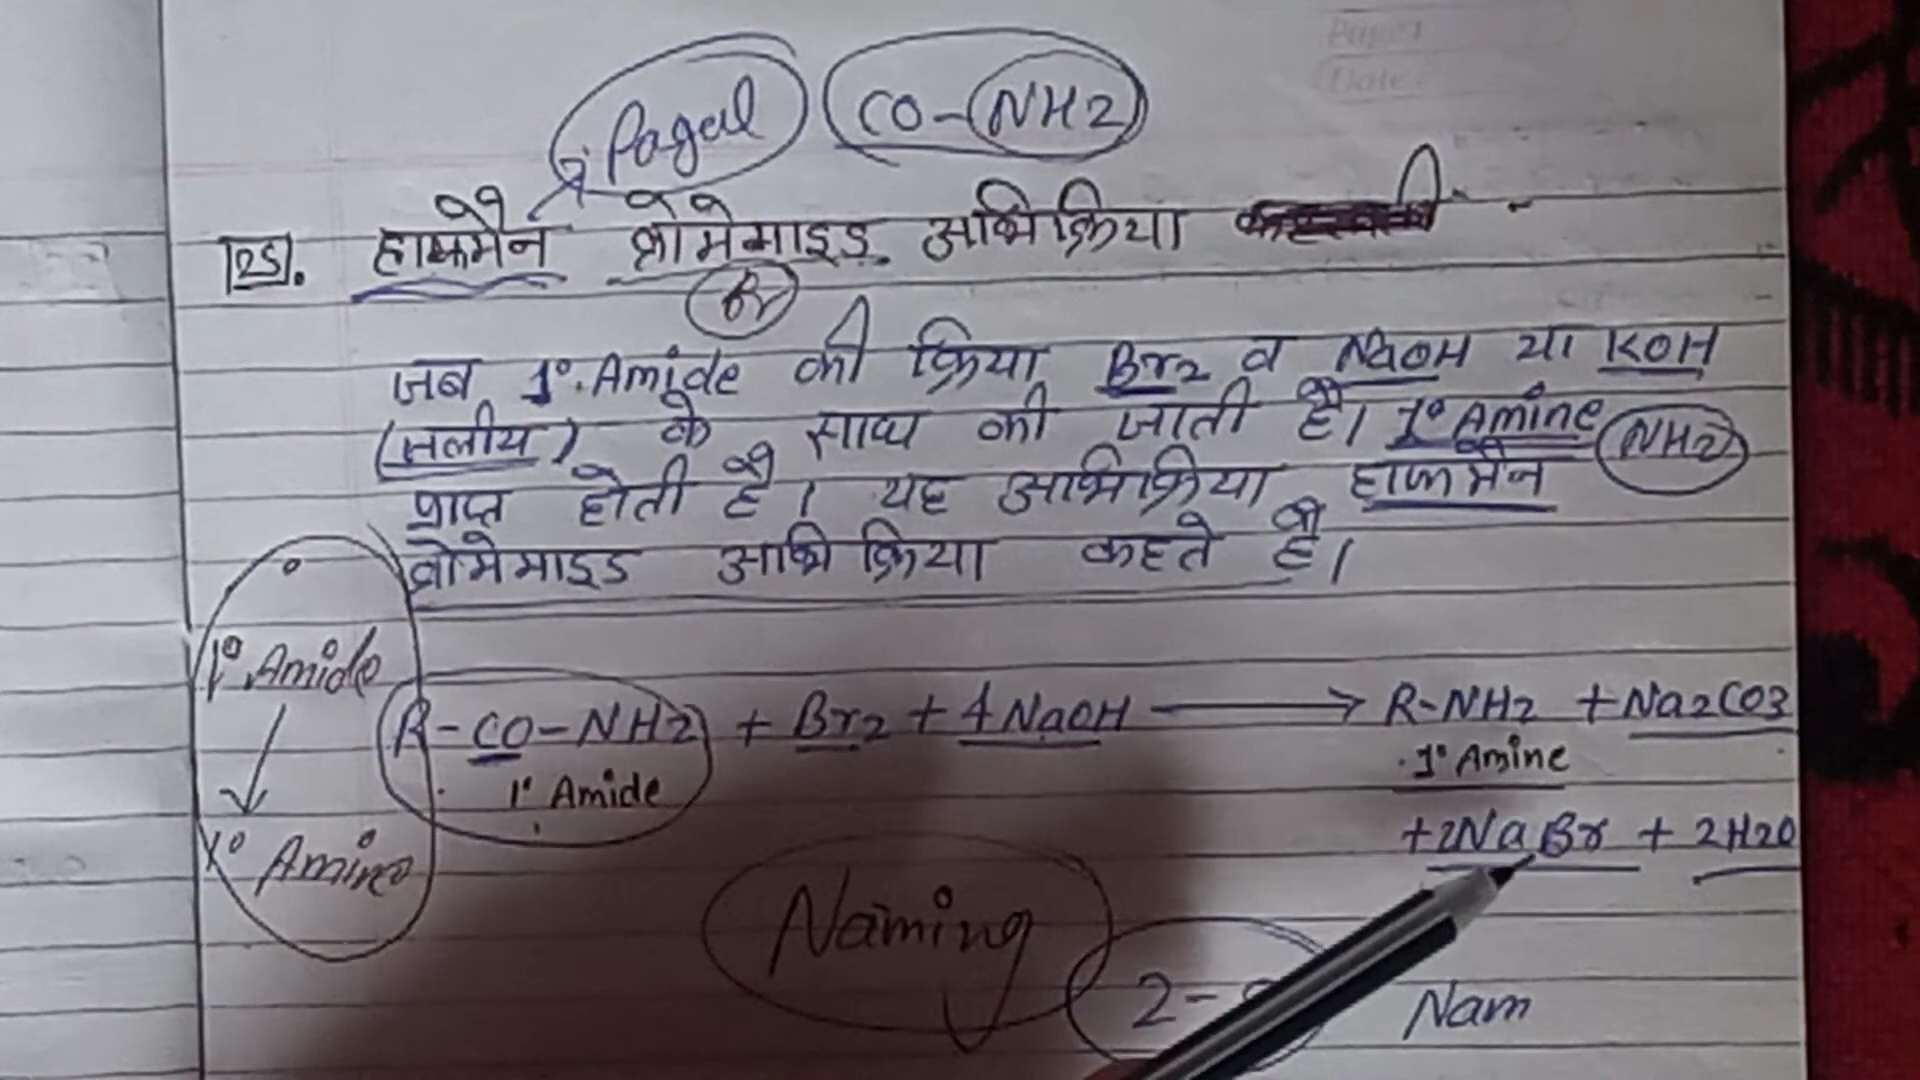 Pagal CO-NH2
25. हाफमैन ब्रोमेमाइड अभिक्रिया
Br
जब 1° Amide की क्रिया Br2 व NaOH या KOH
(जलीय) के साथ की जाती है। 1° Amine NH2
प्राप्त होती है। यह अभिक्रिया हाफमैन
ब्रोमेमाइड अभिक्रिया कहते है।
1° Amide
R-CO-NH2 + Br2 + 4NaOH ⟶ R-NH2 + Na2CO3
1° Amide 1° Amine
+2NaBr + 2H2O
1° Amine
Naming
2- Nam